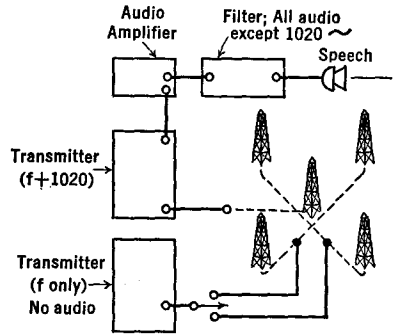 Audio
Amplifier
Filter; All audio
except 1020 ~
Speech
Transmitter
(f+1020)
Transmitter
(f only)
No audio